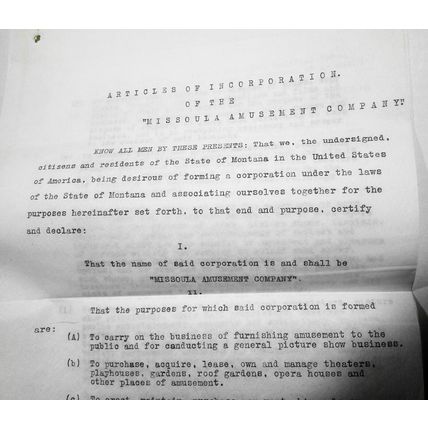 ARTICLES OF INCORPORATION.
OF THE
"MISSOULA AMUSEMENT COMPANY"
KNOW ALL MEN BY THESE PRESENTS: That we, the undersigned,
citizens and residents of the State of Montana in the United States
of America, being desirous of forming a corporation under the laws
of the State of Montana and associating ourselves together for the
purposes hereinafter set forth, to that end and purpose, certify
and declare:
I.
That the name of said corporation is and shall be
"MISSOULA AMUSEMENT COMPANY".
II.
That the purposes for which said corporation is formed
are:
(A) To carry on the business of furnishing amusement to the
public and for conducting a general picture show business.
(b) To purchase, acquire, lease, own and manage theaters,
playhouses, gardens, roof gardens, opera houses and
other places of amusement.
(c) To